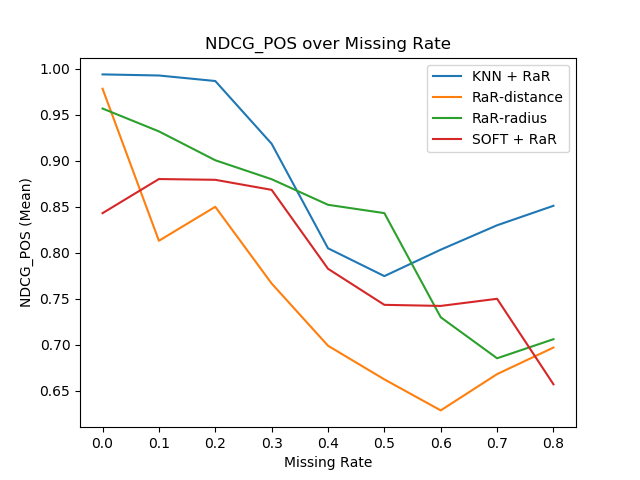 NDCG_POS over Missing Rate
KNN + RaR
RaR-distance
RaR-radius
SOFT + RaR
NDCG_POS (Mean)
1.00
0.95
0.90
0.85
0.80
0.75
0.70
0.65
0.0 0.1 0.2 0.3 0.4 0.5 0.6 0.7 0.8
Missing Rate